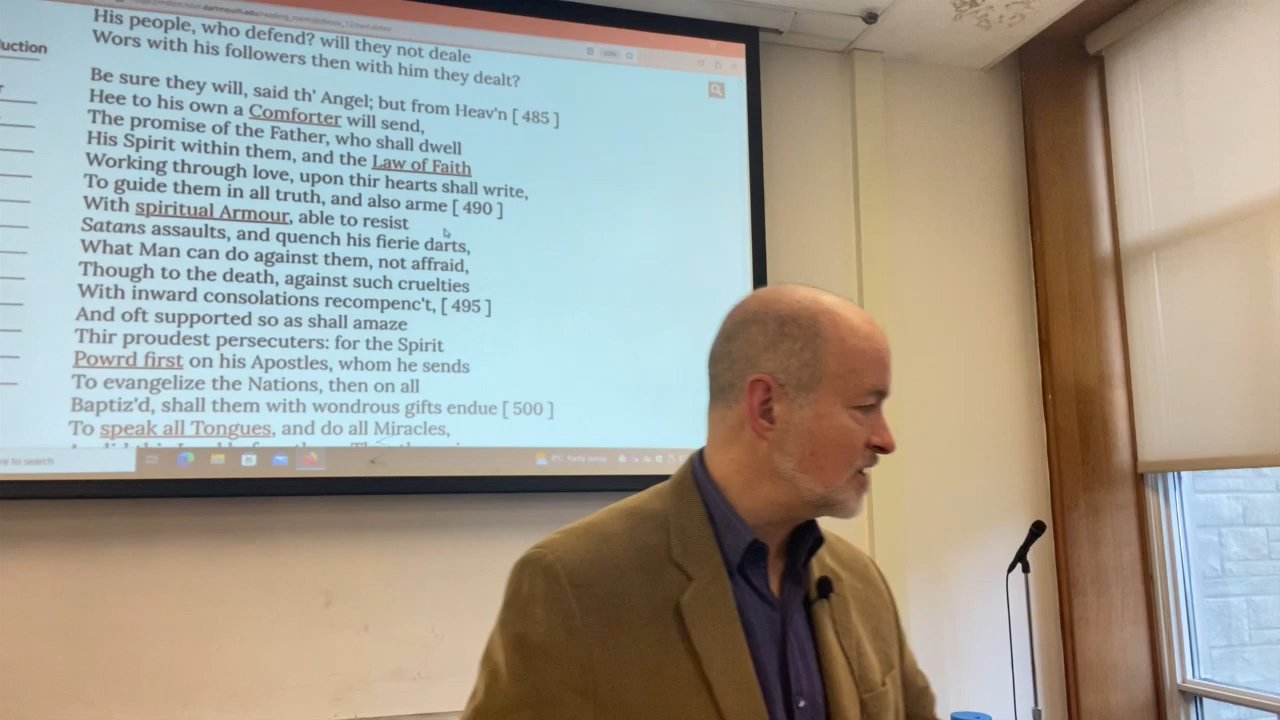 dartmouth.edu/reading_room
uction
His people, who defend? will they not deale
Wors with his followers then with him they dealt?
Be sure they will, said th' Angel; but from Heav'n [ 485 ]
Hee to his own a Comforter will send,
The promise of the Father, who shall dwell
His Spirit within them, and the Law of Faith
Working through love, upon thir hearts shall write,
To guide them in all truth, and also arme [ 490 ]
With spiritual Armour, able to resist
Satans assaults, and quench his fierie darts,
What Man can do against them, not affraid,
Though to the death, against such cruelties
With inward consolations recompenc't, [ 495 ]
And oft supported so as shall amaze
Thir proudest persecuters: for the Spirit
Powrd first on his Apostles, whom he sends
To evangelize the Nations, then on all
Baptiz'd, shall them with wondrous gifts endue [ 500 ]
To speak all Tongues, and do all Miracles,
re to search